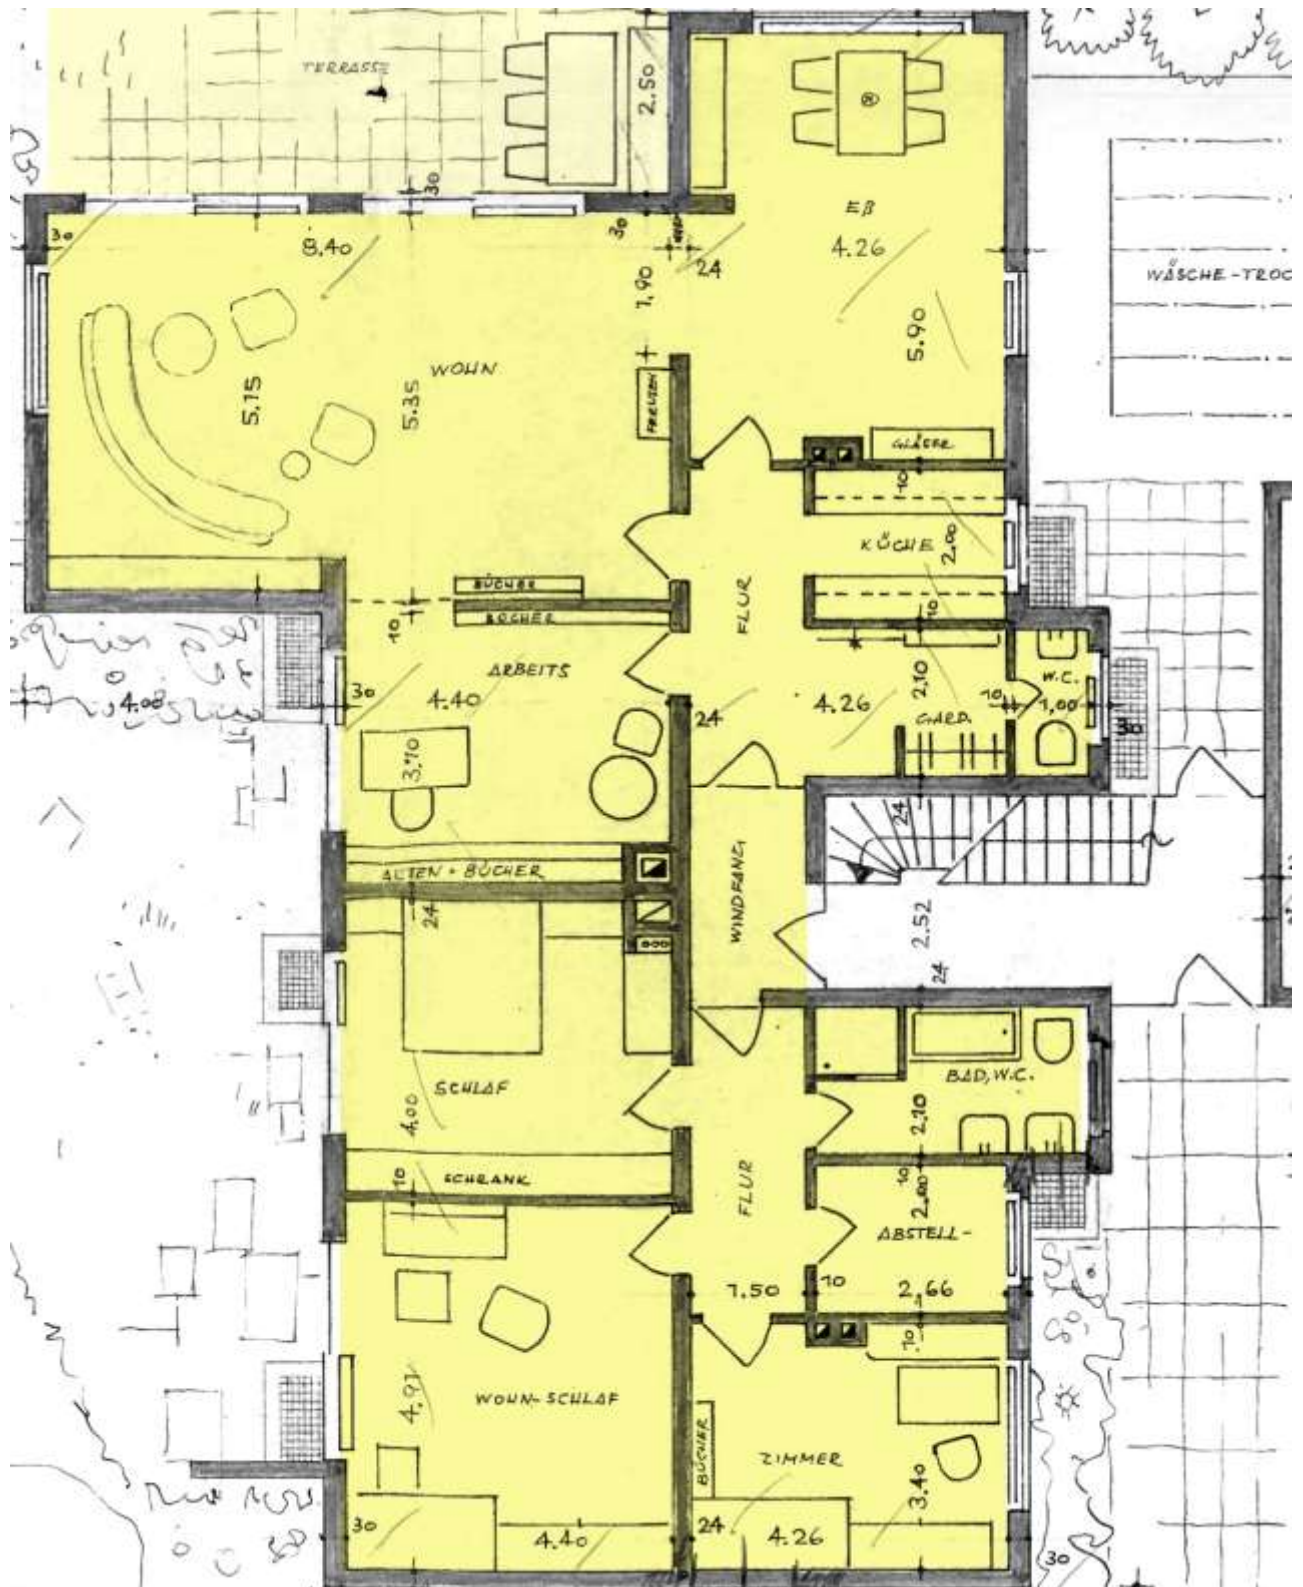 TERRASSE
2.50
30
Eẞ
4.26
5.90
WÄSCHE-TROC
30
8.40
30
24
1.90
WOHN
5.15
5.35
FERNSEH
GLÄSER
10
KÜCHE
2.00
10
FLUR
BÜCHER
BÜCHER
10
ARBEITS
4.08
30
4.40
24
4.26
2.10
GARD.
10
W.C.
1,00
30
3.70
AKTEN + BÜCHER
24
WINDFANG
24
2.52
24
SCHLAF
4.00
BAD, W.C.
2.10
SCHRANK
10
FLUR
10
2.00
ABSTELL-
1.50
10
2.66
10
WOHN-SCHLAF
4.91
BÜCHER
ZIMMER
3.40
30
4.40
24
4.26
30